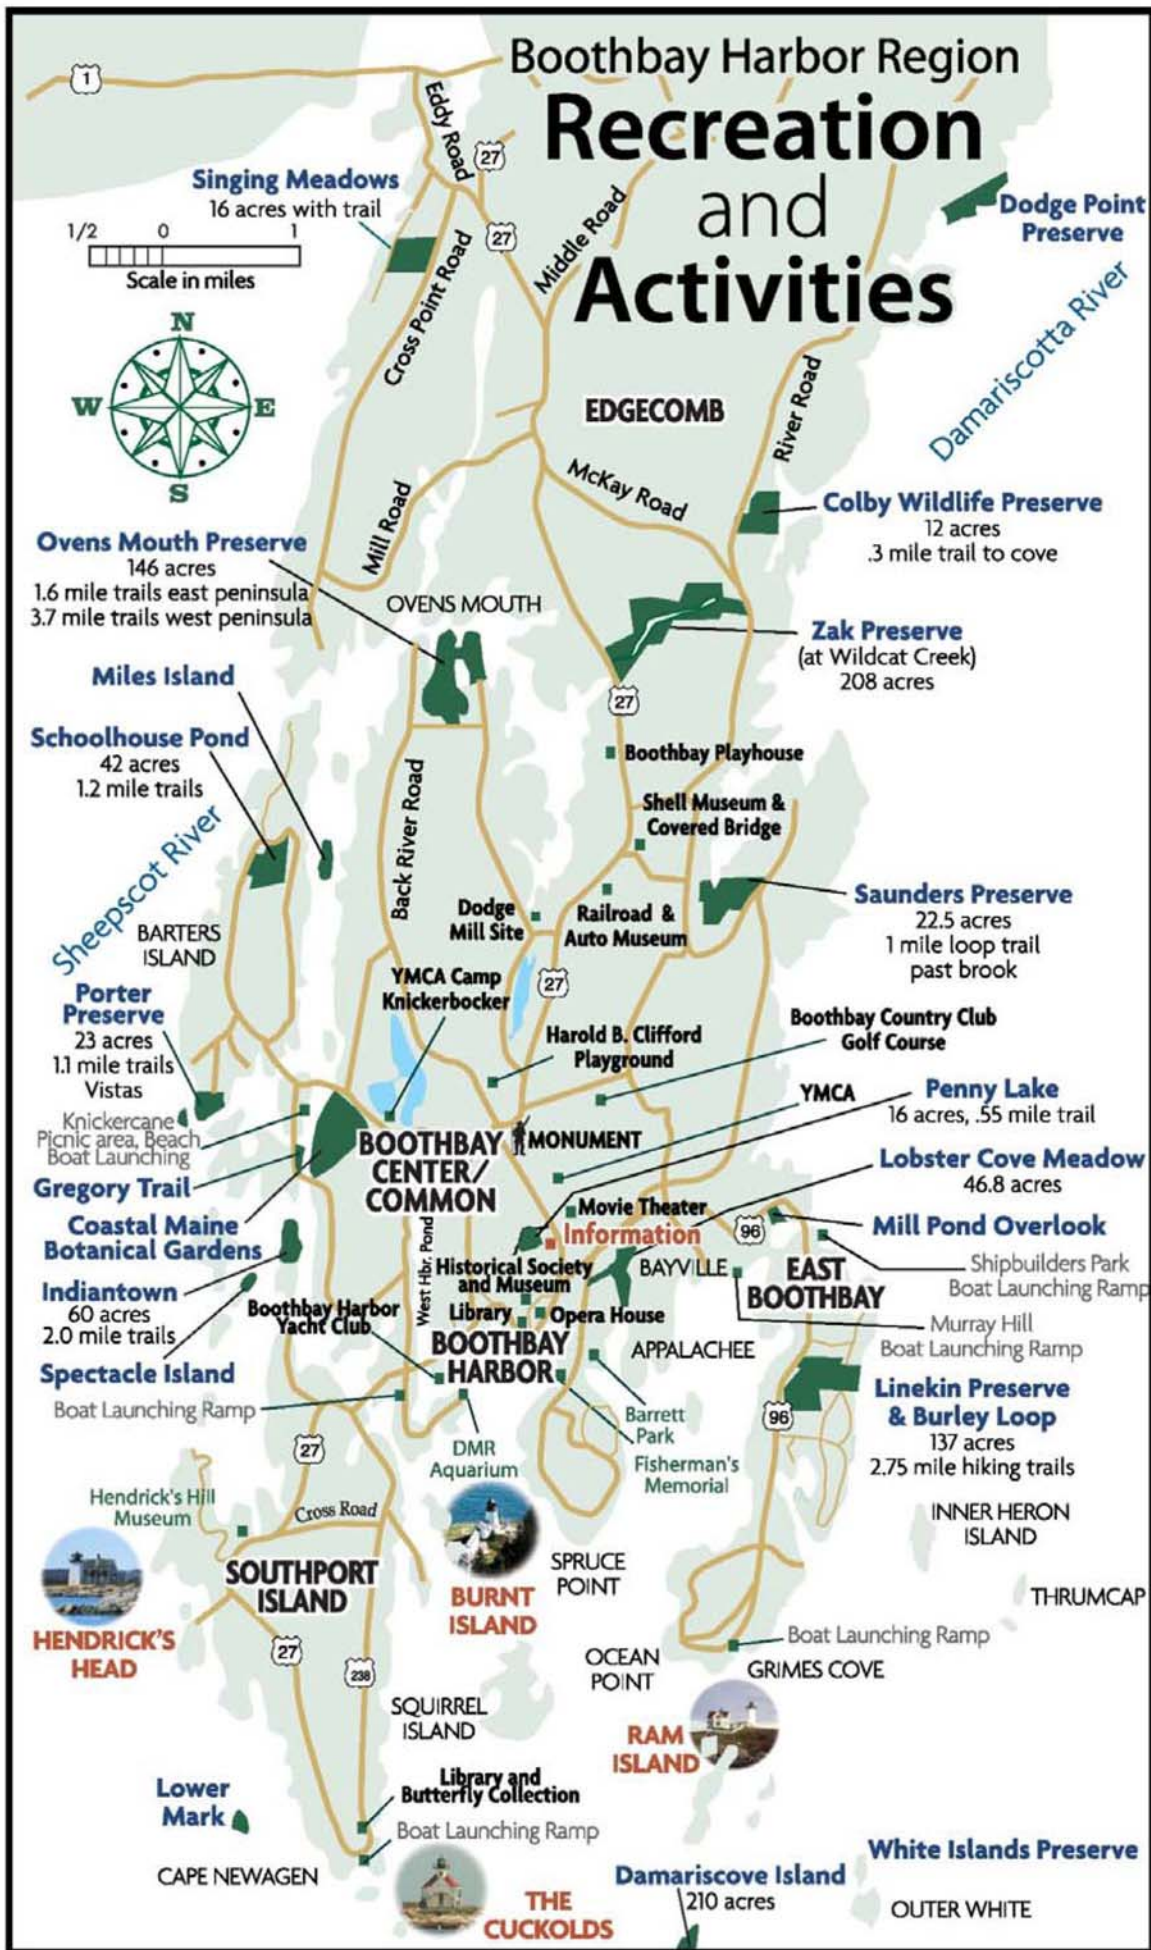 Boothbay Harbor Region
Recreation
and
Activities
1
Eddy Road
27
Singing Meadows
16 acres with trail
27
Middle Road
Dodge Point
Preserve
1/2 0 1
Scale in miles
Cross Point Road
N
W E
S
Damariscotta River
EDGECOMB
River Road
McKay Road
Mill Road
Colby Wildlife Preserve
12 acres
.3 mile trail to cove
Ovens Mouth Preserve
146 acres
1.6 mile trails east peninsula
3.7 mile trails west peninsula
OVENS MOUTH
Zak Preserve
(at Wildcat Creek)
208 acres
Miles Island
27
Schoolhouse Pond
42 acres
1.2 mile trails
Boothbay Playhouse
Back River Road
Shell Museum &
Covered Bridge
Sheepscot River
Dodge
Mill Site
Railroad &
Auto Museum
Saunders Preserve
22.5 acres
1 mile loop trail
past brook
BARTERS
ISLAND
YMCA Camp
Knickerbocker
27
Porter
Preserve
23 acres
1.1 mile trails
Vistas
Harold B. Clifford
Playground
Boothbay Country Club
Golf Course
YMCA
Penny Lake
16 acres, .55 mile trail
Knickercane
Picnic area, Beach
Boat Launching
BOOTHBAY
CENTER/
COMMON
MONUMENT
Lobster Cove Meadow
46.8 acres
Gregory Trail
Movie Theater
Information
96
Mill Pond Overlook
Coastal Maine
Botanical Gardens
West Hbr. Pond
Historical Society
and Museum
BAYVILLE
EAST
BOOTHBAY
Shipbuilders Park
Boat Launching Ramp
Indiantown
60 acres
2.0 mile trails
Boothbay Harbor
Yacht Club
Library
Opera House
Murray Hill
Boat Launching Ramp
BOOTHBAY
HARBOR
APPALACHEE
Spectacle Island
Boat Launching Ramp
Linekin Preserve
& Burley Loop
137 acres
2.75 mile hiking trails
96
Barrett
Park
27
DMR
Aquarium
Fisherman's
Memorial
Hendrick's Hill
Museum
Cross Road
INNER HERON
ISLAND
SOUTHPORT
ISLAND
SPRUCE
POINT
BURNT
ISLAND
THRUMCAP
HENDRICK'S
HEAD
27
238
Boat Launching Ramp
OCEAN
POINT
GRIMES COVE
SQUIRREL
ISLAND
RAM
ISLAND
Library and
Butterfly Collection
Lower
Mark
Boat Launching Ramp
CAPE NEWAGEN
White Islands Preserve
Damariscove Island
210 acres
OUTER WHITE
THE
CUCKOLDS